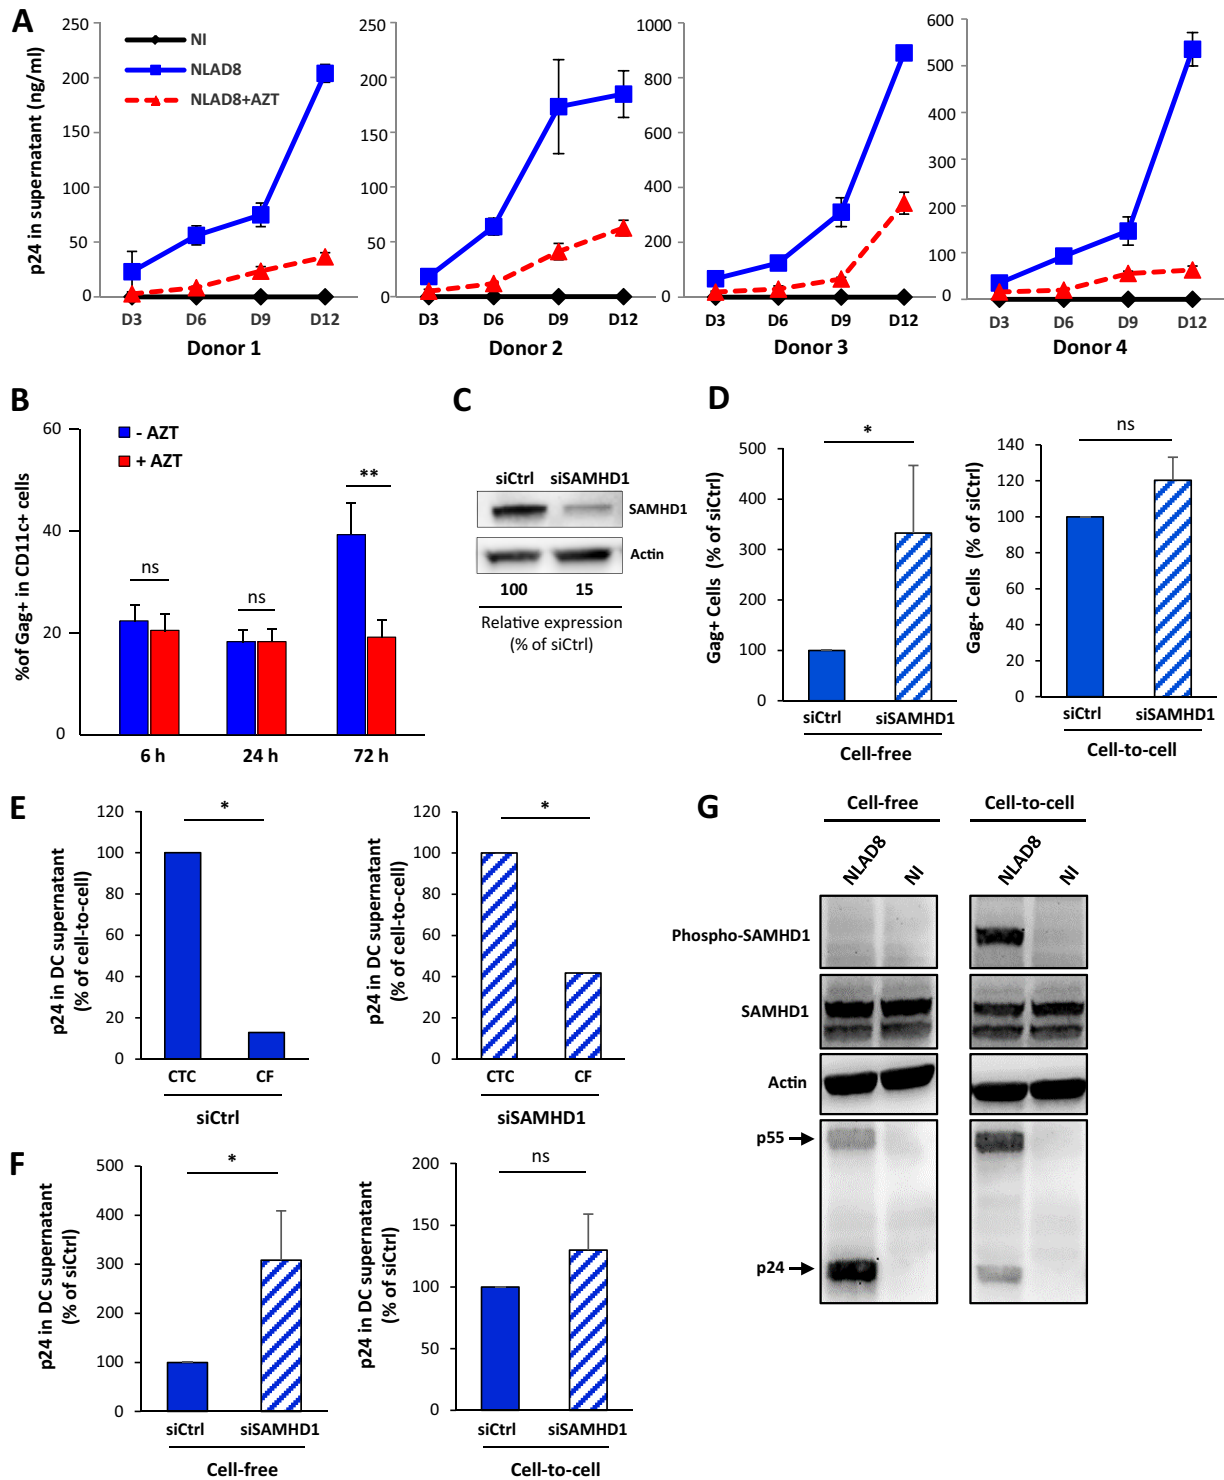 A
p24 in supernatant (ng/ml)
NI
NLAD8
NLAD8+AZT
250
200
150
100
50
0
D3 D6 D9 D12
Donor 1
250
200
150
100
50
0
D3 D6 D9 D12
Donor 2
1000
800
600
400
200
0
D3 D6 D9 D12
Donor 3
600
500
400
300
200
100
0
D3 D6 D9 D12
Donor 4
B
%of Gag+ in CD11c+ cells
60
40
20
0
- AZT
+ AZT
ns
ns
**
6 h 24 h 72 h
C
siCtrl siSAMHD1
SAMHD1
Actin
100 15
Relative expression
(% of siCtrl)
D
Gag+ Cells (% of siCtrl)
500
400
300
200
100
0
*
siCtrl siSAMHD1
Cell-free
Gag+ Cells (% of siCtrl)
140
120
100
80
60
40
20
0
ns
siCtrl siSAMHD1
Cell-to-cell
E
p24 in DC supernatant
(% of cell-to-cell)
120
100
80
60
40
20
0
*
CTC CF
siCtrl
p24 in DC supernatant
(% of cell-to-cell)
120
100
80
60
40
20
0
*
CTC CF
siSAMHD1
F
p24 in DC supernatant
(% of siCtrl)
500
400
300
200
100
0
*
siCtrl siSAMHD1
Cell-free
p24 in DC supernatant
(% of siCtrl)
200
150
100
50
0
ns
siCtrl siSAMHD1
Cell-to-cell
G
Cell-free Cell-to-cell
NLAD8 NI NLAD8 NI
Phospho-SAMHD1
SAMHD1
Actin
p55
p24